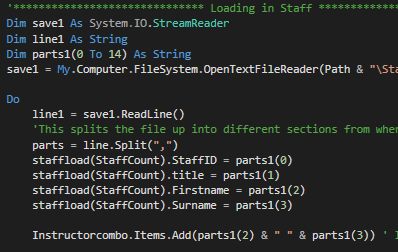 '***************************** Loading in Staff *************
Dim save1 As System.IO.StreamReader
Dim line1 As String
Dim parts1(0 To 14) As String
save1 = My.Computer.FileSystem.OpenTextFileReader(Path & "\Sta
Do
line1 = save1.ReadLine()
'This splits the file up into different sections from wher
parts = line.Split(",")
staffload(StaffCount).StaffID = parts1(0)
staffload(StaffCount).title = parts1(1)
staffload(StaffCount).Firstname = parts1(2)
staffload(StaffCount).Surname = parts1(3)
Instructorcombo.Items.Add(parts1(2) & " " & parts1(3)) '